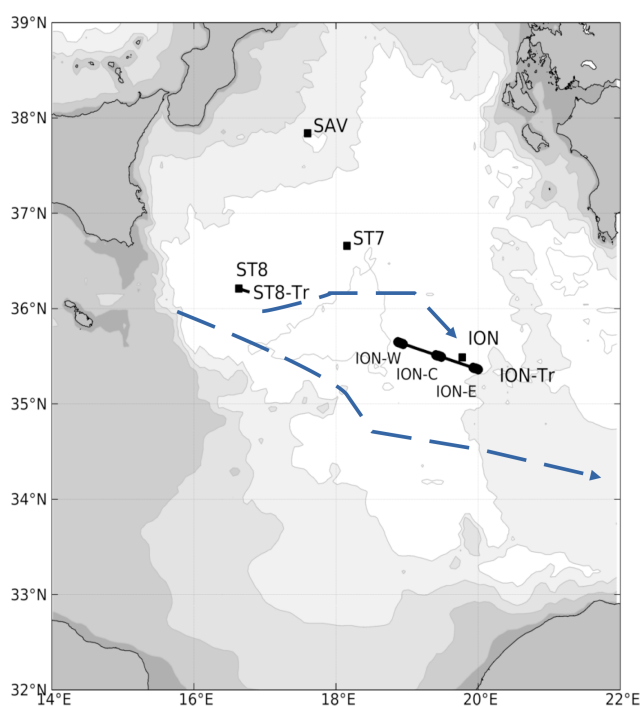 39°N
38°N
SAV
37°N
ST7
ST8
ST8-Tr
36°N
ION
ION-W
ION-C
ION-Tr
ION-E
35°N
34°N
33°N
32°N
14°E
16°E
18°E
20°E
22°E